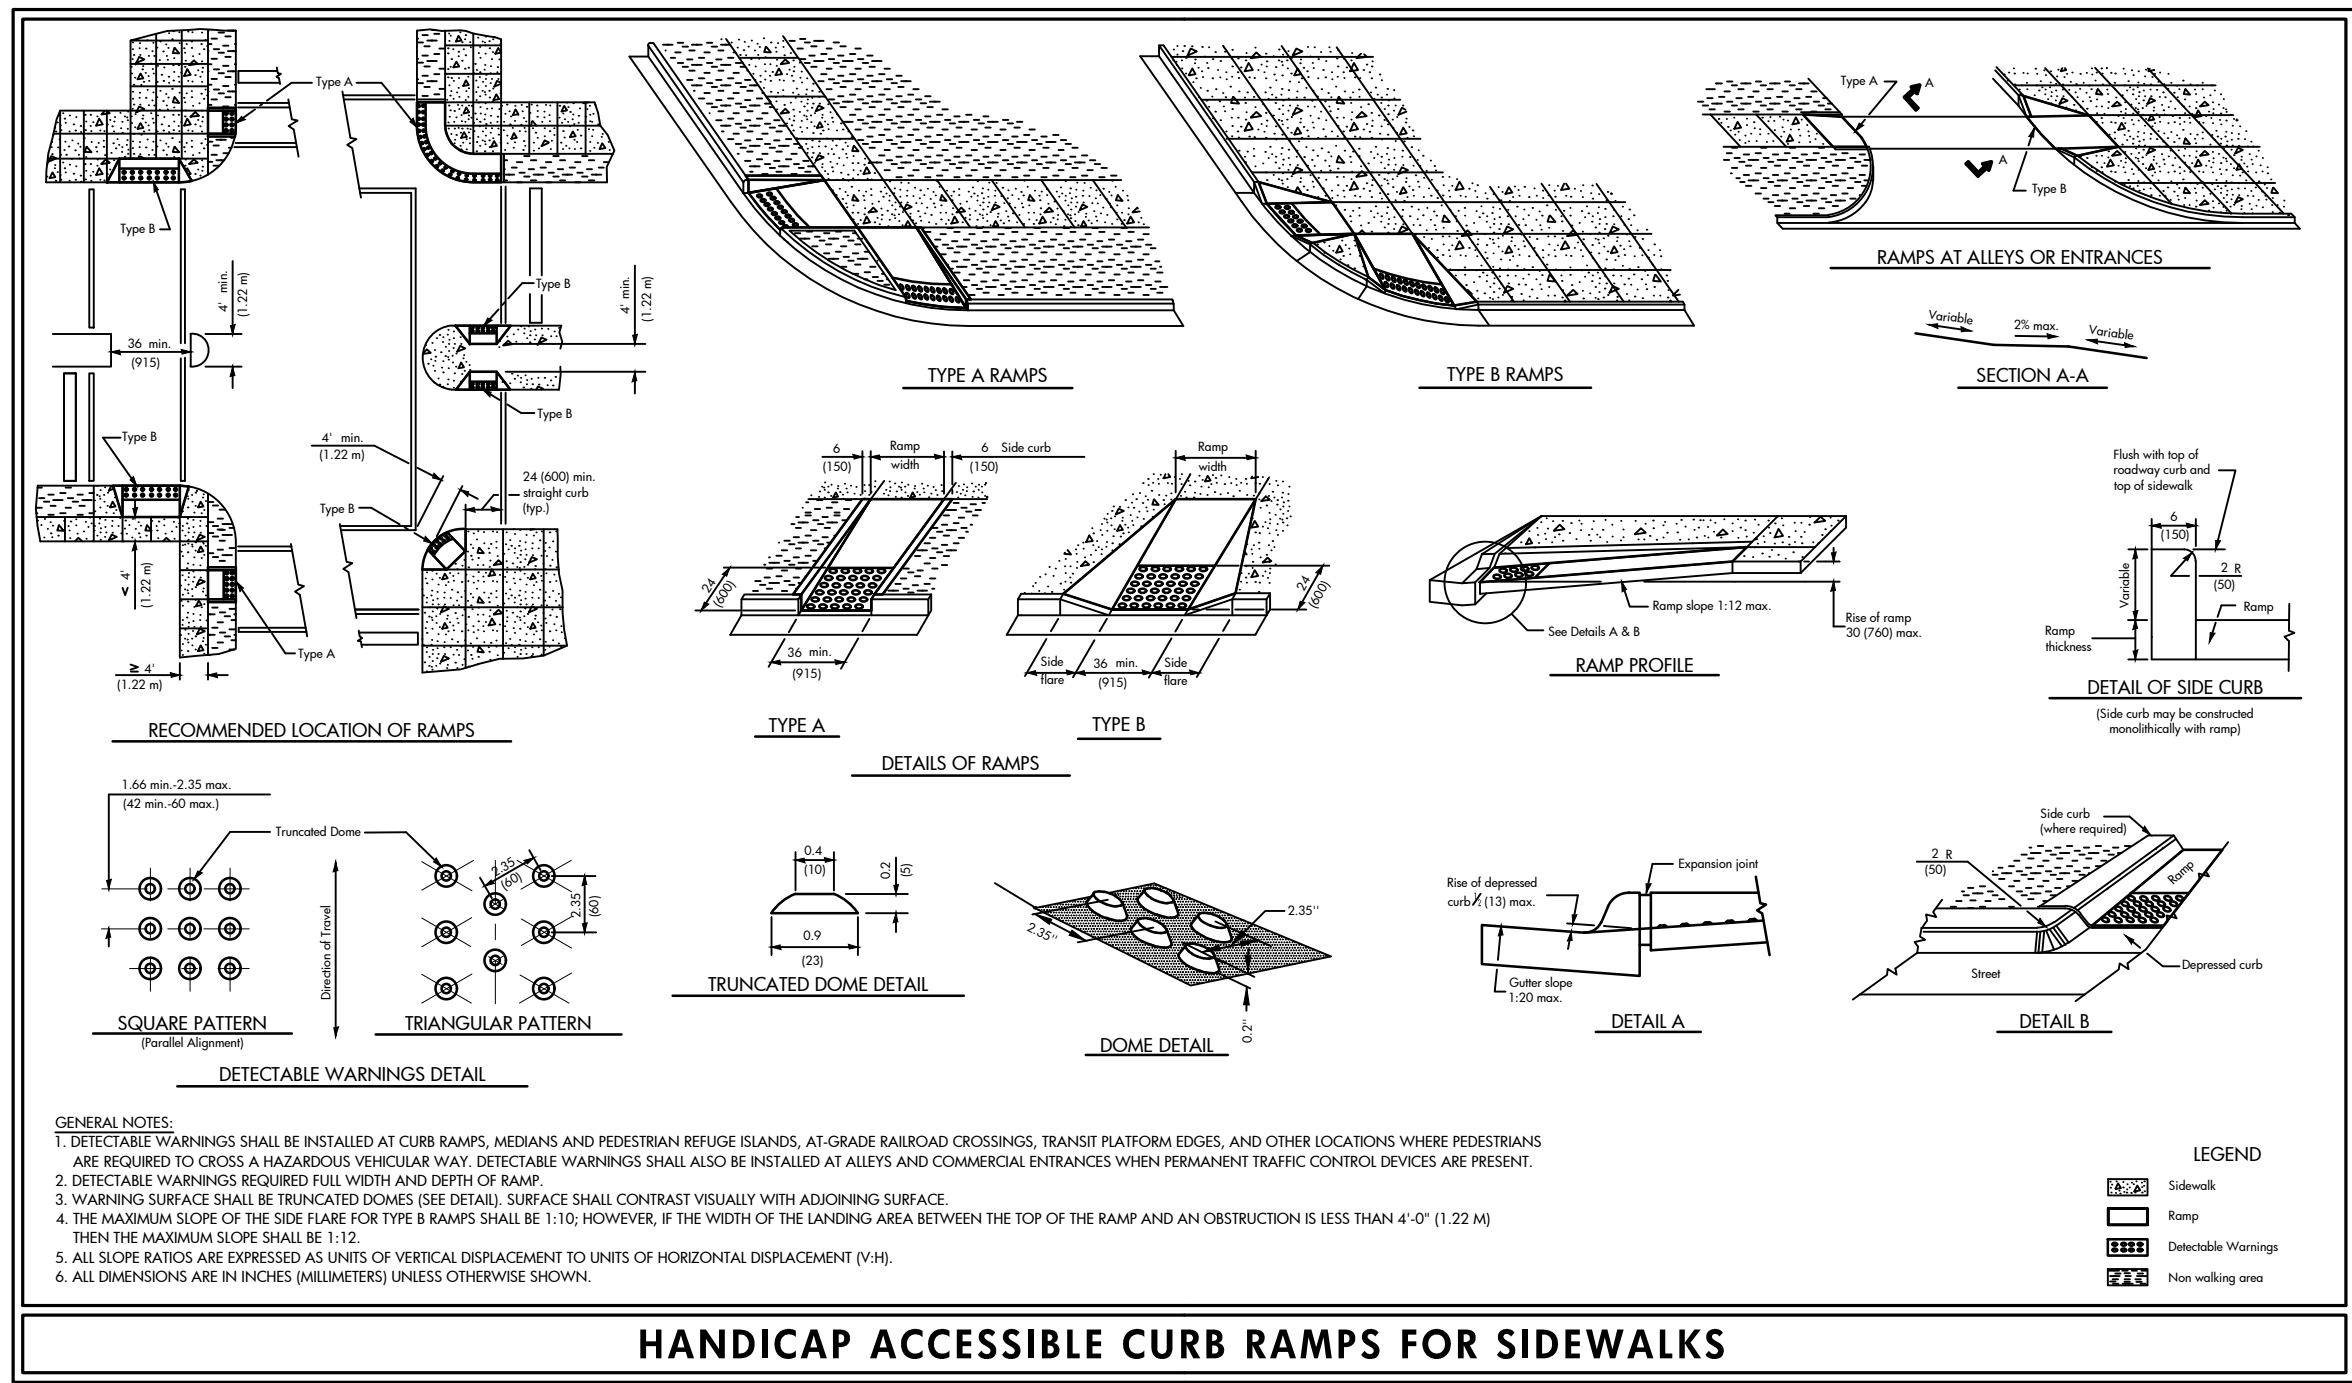 Type A
Type B
4' min.
(1.22 m)
36 min.
(915)
Type B
4' min.
(1.22 m)
Type B
Type B
4' min.
(1.22 m)
24 (600) min.
straight curb
(typ.)
Type B
< 4'
(1.22 m)
Type A
≥ 4'
(1.22 m)
RECOMMENDED LOCATION OF RAMPS
TYPE A RAMPS
TYPE B RAMPS
Type A
A
A
Type B
RAMPS AT ALLEYS OR ENTRANCES
Variable
2% max.
Variable
SECTION A-A
6
(150)
Ramp
width
6 Side curb
(150)
24
(600)
36 min.
(915)
TYPE A
Ramp
width
24
(600)
Side
flare
36 min.
(915)
Side
flare
TYPE B
DETAILS OF RAMPS
Ramp slope 1:12 max.
See Details A & B
Rise of ramp
30 (760) max.
RAMP PROFILE
Flush with top of
roadway curb and
top of sidewalk
6
(150)
Variable
2 R
(50)
Ramp
Ramp
thickness
DETAIL OF SIDE CURB
(Side curb may be constructed
monolithically with ramp)
1.66 min.-2.35 max.
(42 min.-60 max.)
Truncated Dome
Direction of Travel
2.35
(60)
2.35
(60)
SQUARE PATTERN
(Parallel Alignment)
TRIANGULAR PATTERN
DETECTABLE WARNINGS DETAIL
0.4
(10)
0.2
(5)
0.9
(23)
TRUNCATED DOME DETAIL
2.35''
2.35''
0.2''
DOME DETAIL
Expansion joint
Rise of depressed
curb ½ (13) max.
Gutter slope
1:20 max.
DETAIL A
Side curb
(where required)
2 R
(50)
Ramp
Depressed curb
Street
DETAIL B
GENERAL NOTES:
1. DETECTABLE WARNINGS SHALL BE INSTALLED AT CURB RAMPS, MEDIANS AND PEDESTRIAN REFUGE ISLANDS, AT-GRADE RAILROAD CROSSINGS, TRANSIT PLATFORM EDGES, AND OTHER LOCATIONS WHERE PEDESTRIANS
ARE REQUIRED TO CROSS A HAZARDOUS VEHICULAR WAY. DETECTABLE WARNINGS SHALL ALSO BE INSTALLED AT ALLEYS AND COMMERCIAL ENTRANCES WHEN PERMANENT TRAFFIC CONTROL DEVICES ARE PRESENT.
2. DETECTABLE WARNINGS REQUIRED FULL WIDTH AND DEPTH OF RAMP.
3. WARNING SURFACE SHALL BE TRUNCATED DOMES (SEE DETAIL). SURFACE SHALL CONTRAST VISUALLY WITH ADJOINING SURFACE.
4. THE MAXIMUM SLOPE OF THE SIDE FLARE FOR TYPE B RAMPS SHALL BE 1:10; HOWEVER, IF THE WIDTH OF THE LANDING AREA BETWEEN THE TOP OF THE RAMP AND AN OBSTRUCTION IS LESS THAN 4'-0" (1.22 M)
THEN THE MAXIMUM SLOPE SHALL BE 1:12.
5. ALL SLOPE RATIOS ARE EXPRESSED AS UNITS OF VERTICAL DISPLACEMENT TO UNITS OF HORIZONTAL DISPLACEMENT (V:H).
6. ALL DIMENSIONS ARE IN INCHES (MILLIMETERS) UNLESS OTHERWISE SHOWN.
LEGEND
Sidewalk
Ramp
Detectable Warnings
Non walking area
HANDICAP ACCESSIBLE CURB RAMPS FOR SIDEWALKS